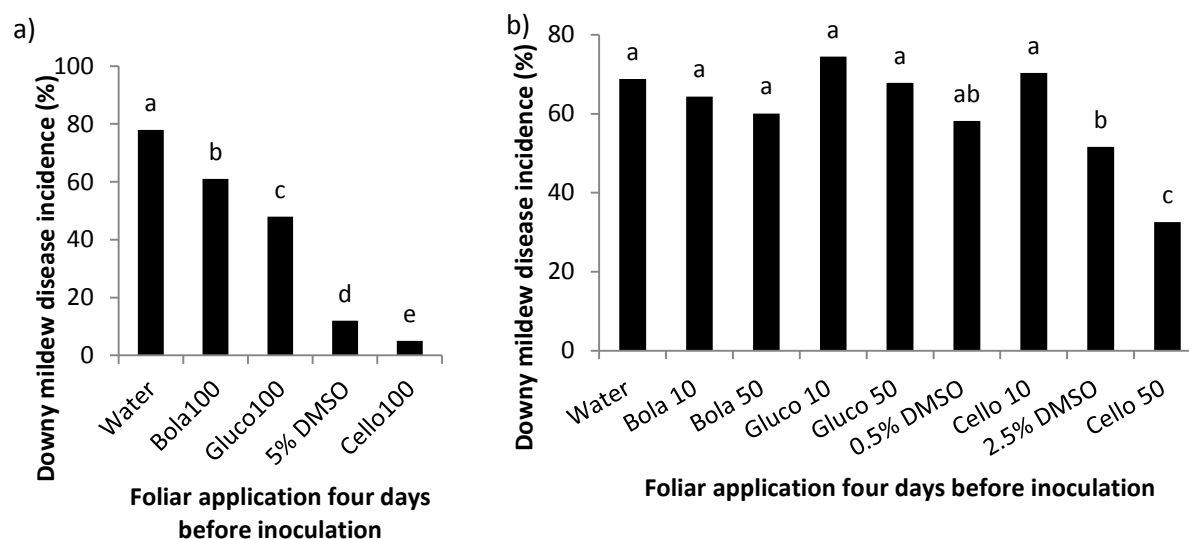 a)
Downy mildew disease incidence (%)
100
80
60
40
20
0
a
b
c
d
e
Water
Bola100
Gluco100
5% DMSO
Cello100
Foliar application four days
before inoculation
b)
Downy mildew disease incidence (%)
80
60
40
20
0
a
a
a
a
a
ab
a
b
c
Water
Bola 10
Bola 50
Gluco 10
Gluco 50
0.5% DMSO
Cello 10
2.5% DMSO
Cello 50
Foliar application four days before inoculation